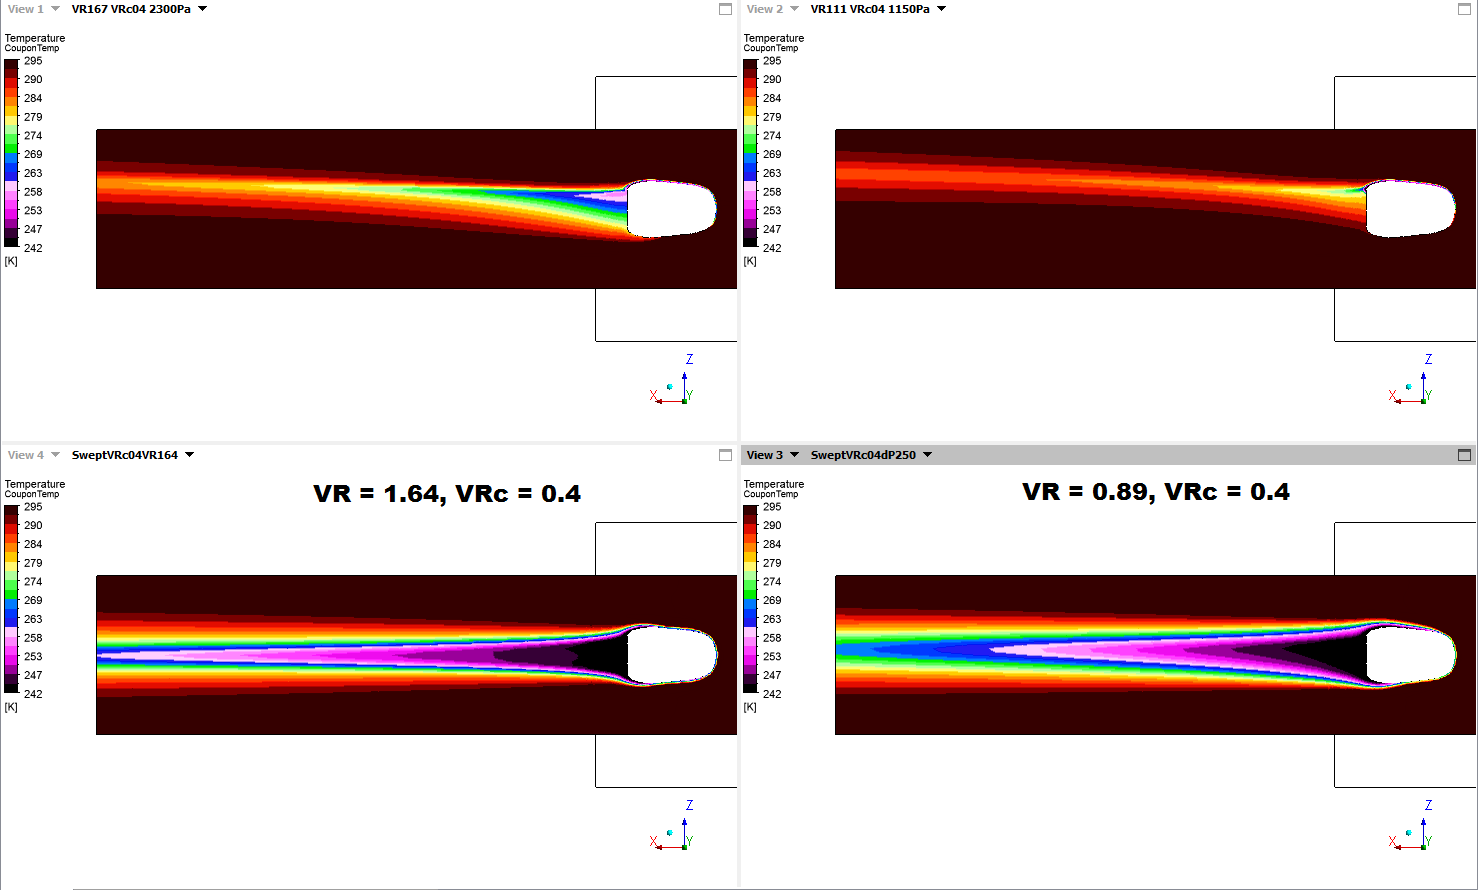 View 1 VR167 VRc04 2300Pa
Temperature
CouponTemp
295
290
284
279
274
269
263
258
253
247
242
[K]
Z
X
Y
View 2 VR111 VRc04 1150Pa
Temperature
CouponTemp
295
290
284
279
274
269
263
258
253
247
242
[K]
Z
X
Y
View 4 SweptVRc04VR164
VR = 1.64, VRc = 0.4
Temperature
CouponTemp
295
290
284
279
274
269
263
258
253
247
242
[K]
Z
X
Y
View 3 SweptVRc04dP250
VR = 0.89, VRc = 0.4
Temperature
CouponTemp
295
290
284
279
274
269
263
258
253
247
242
[K]
Z
X
Y